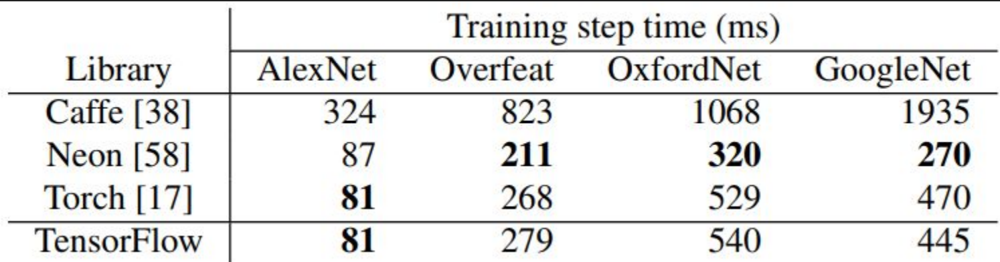 Training step time (ms)
Library AlexNet Overfeat OxfordNet GoogleNet
Caffe [38] 324 823 1068 1935
Neon [58] 87 211 320 270
Torch [17] 81 268 529 470
TensorFlow 81 279 540 445